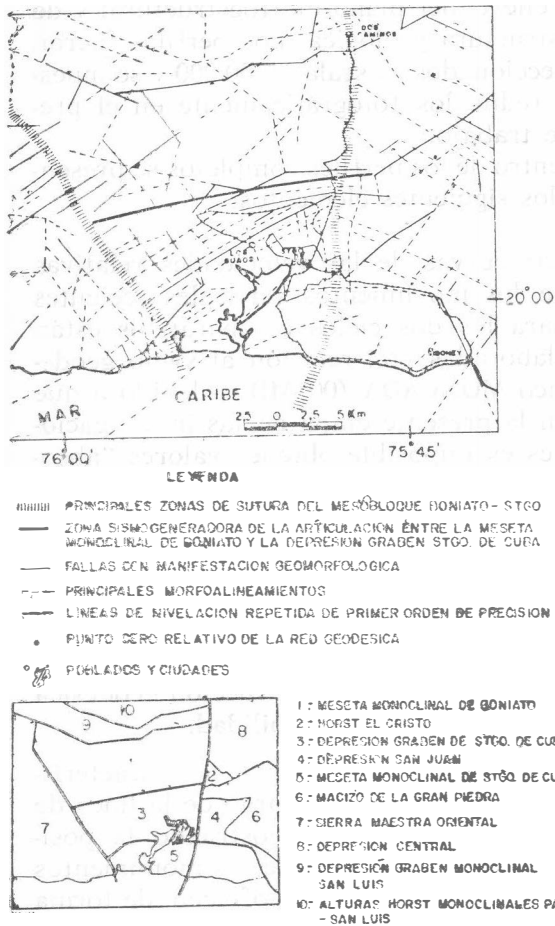 DOS
CAMINOS
LOS
20°00'
SIBONEY
MAR CARIBE
2.5 0 2.5 5 Km
76°00' 75°45'
LEYENDA
PRINCIPALES ZONAS DE SUTURA DEL MESOBLOQUE BONIATO - STGO
ZONA SISMOGENERADORA DE LA ARTICULACION ENTRE LA MESETA
MONOCLINAL DE BONIATO Y LA DEPRESION GRABEN STGO. DE CUBA
FALLAS CON MANIFESTACION GEOMORFOLOGICA
PRINCIPALES MORFOALINEAMIENTOS
LINEAS DE NIVELACION REPETIDA DE PRIMER ORDEN DE PRECISION
PUNTO CERO RELATIVO DE LA RED GEODESICA
POBLADOS Y CIUDADES
10
9
8
2
3
4
6
7
5
1 - MESETA MONOCLINAL DE BONIATO
2 - HORST EL CRISTO
3 - DEPRESION GRABEN DE STGO. DE CU
4 - DEPRESION SAN JUAN
5 - MESETA MONOCLINAL DE STGO. DE CU
6 - MACIZO DE LA GRAN PIEDRA
7 - SIERRA MAESTRA ORIENTAL
8 - DEPRESION CENTRAL
9 - DEPRESIÓN GRABEN MONOCLINAL
SAN LUIS
10 - ALTURAS HORST MONOCLINALES PA
- SAN LUIS